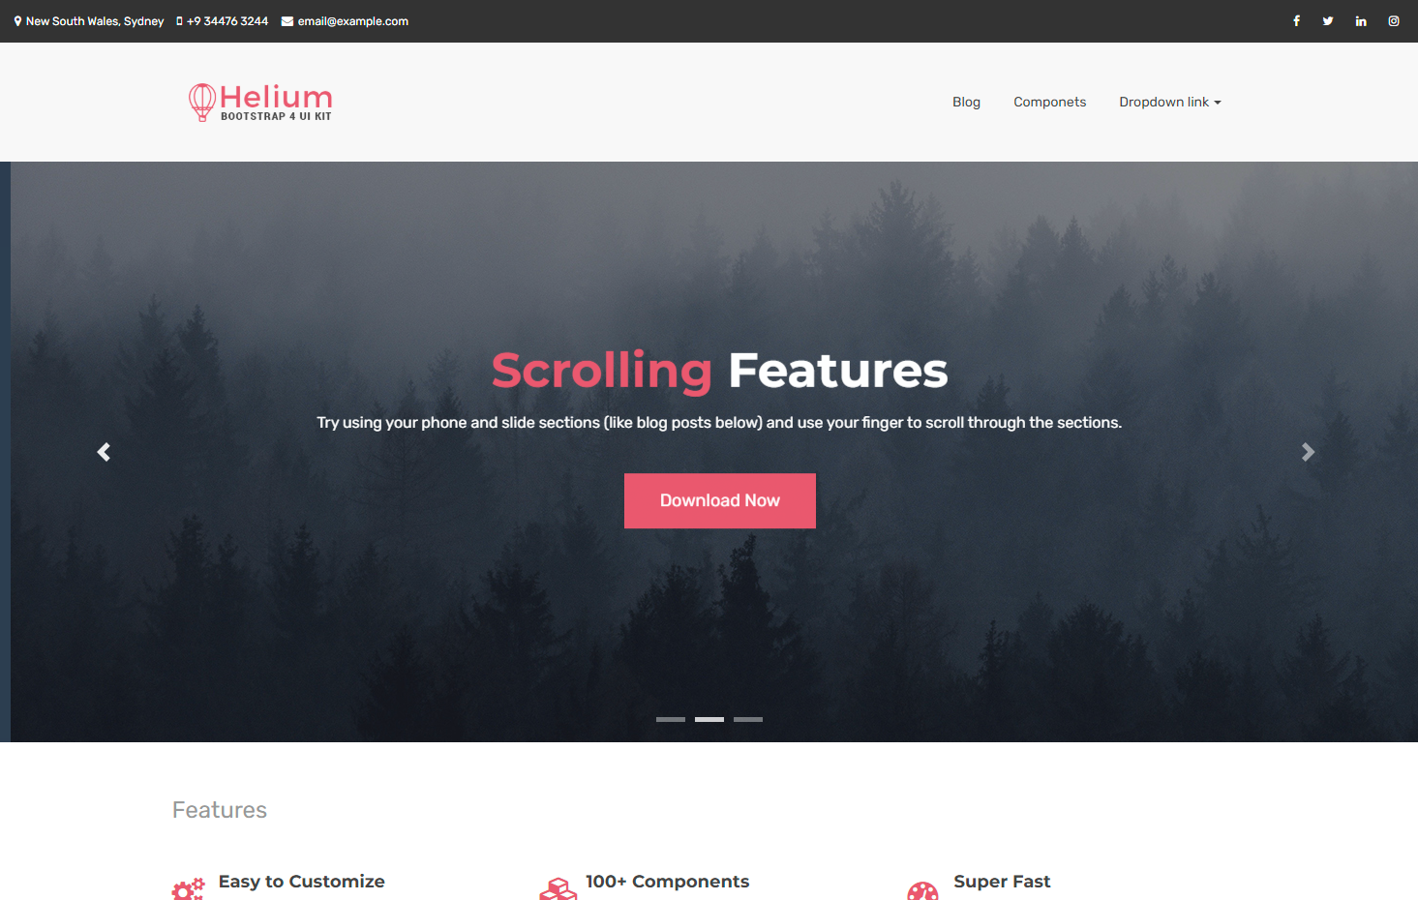 New South Wales, Sydney +9 34476 3244 email@example.com
Helium
BOOTSTRAP 4 UI KIT
Blog Componets Dropdown link
Scrolling Features
Try using your phone and slide sections (like blog posts below) and use your finger to scroll through the sections.
Download Now
Features
Easy to Customize 100+ Components Super Fast